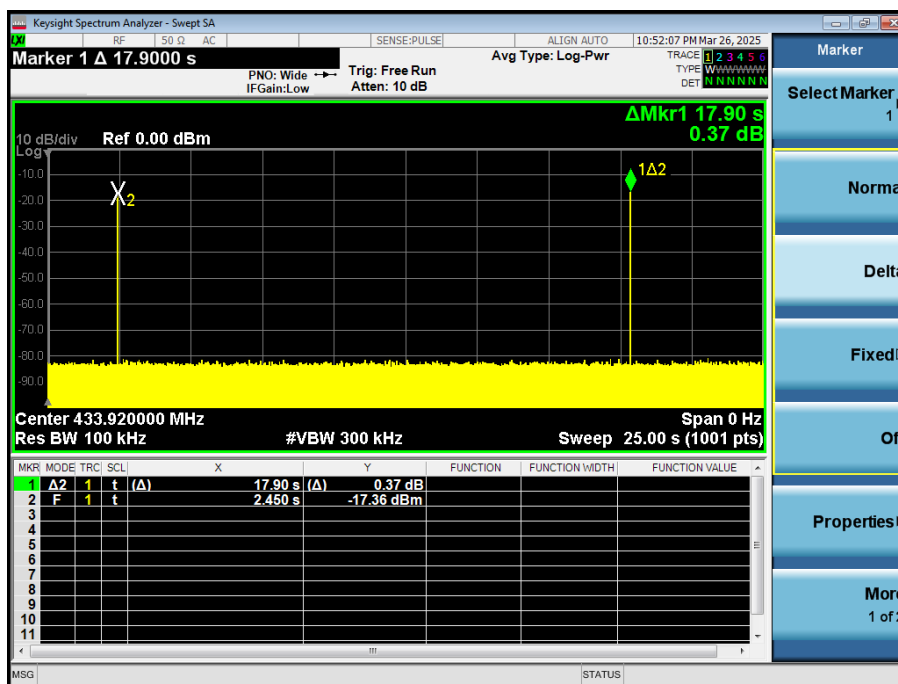 Keysight Spectrum Analyzer - Swept SA
LXI RF 50 Ω AC SENSE:PULSE ALIGN AUTO 10:52:07 PM Mar 26, 2025
Marker 1 Δ 17.9000 s
PNO: Wide
IFGain:Low
Trig: Free Run
Atten: 10 dB
Avg Type: Log-Pwr
TRACE 1 2 3 4 5 6
TYPE WWWWWW
DET N N N N N N
ΔMkr1 17.90 s
0.37 dB
10 dB/div Ref 0.00 dBm
Log
-10.0
-20.0
-30.0
-40.0
-50.0
-60.0
-70.0
-80.0
-90.0
2
1Δ2
Center 433.920000 MHz Span 0 Hz
Res BW 100 kHz #VBW 300 kHz Sweep 25.00 s (1001 pts)
MKR MODE TRC SCL X Y FUNCTION FUNCTION WIDTH FUNCTION VALUE
1 Δ2 1 t (Δ) 17.90 s (Δ) 0.37 dB
2 F 1 t 2.450 s -17.36 dBm
3
4
5
6
7
8
9
10
11
MSG STATUS
Marker
Select Marker
1
Norma
Delta
Fixed
Of
Properties
More
1 of 2